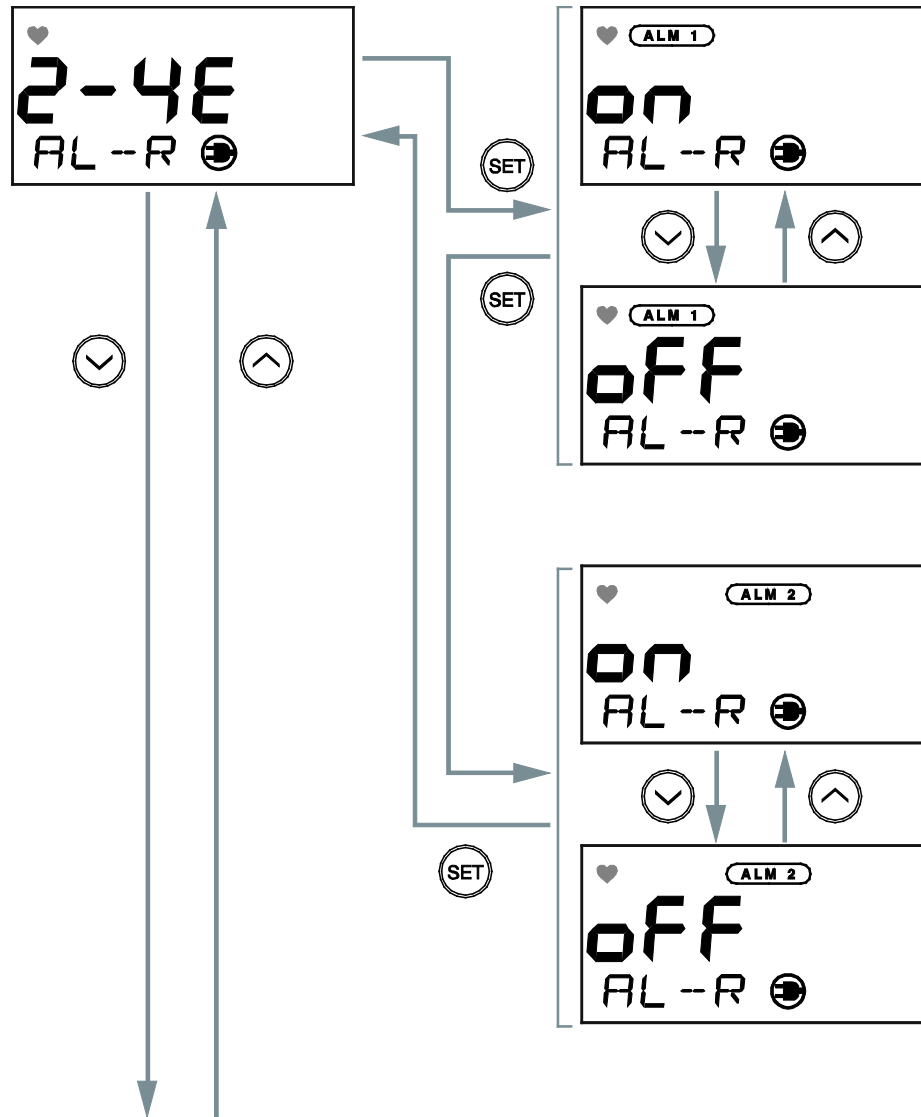 2-4E
AL--R
SET
ALM 1
on
AL--R
SET
ALM 1
oFF
AL--R
ALM 2
on
AL--R
SET
ALM 2
oFF
AL--R